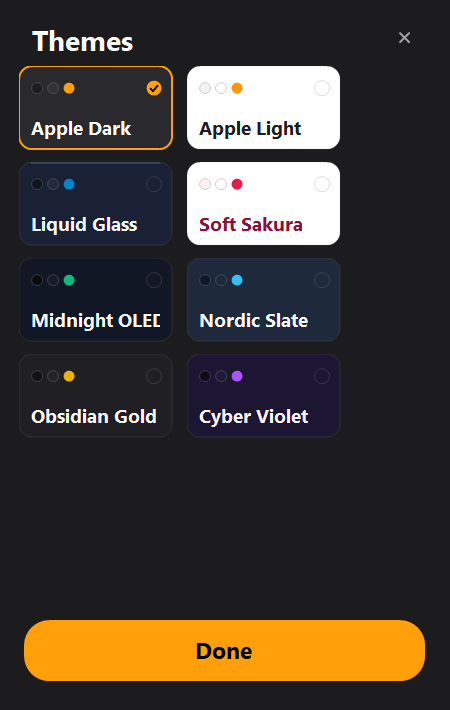 Themes
Apple Dark
Apple Light
Liquid Glass
Soft Sakura
Midnight OLED
Nordic Slate
Obsidian Gold
Cyber Violet
Done